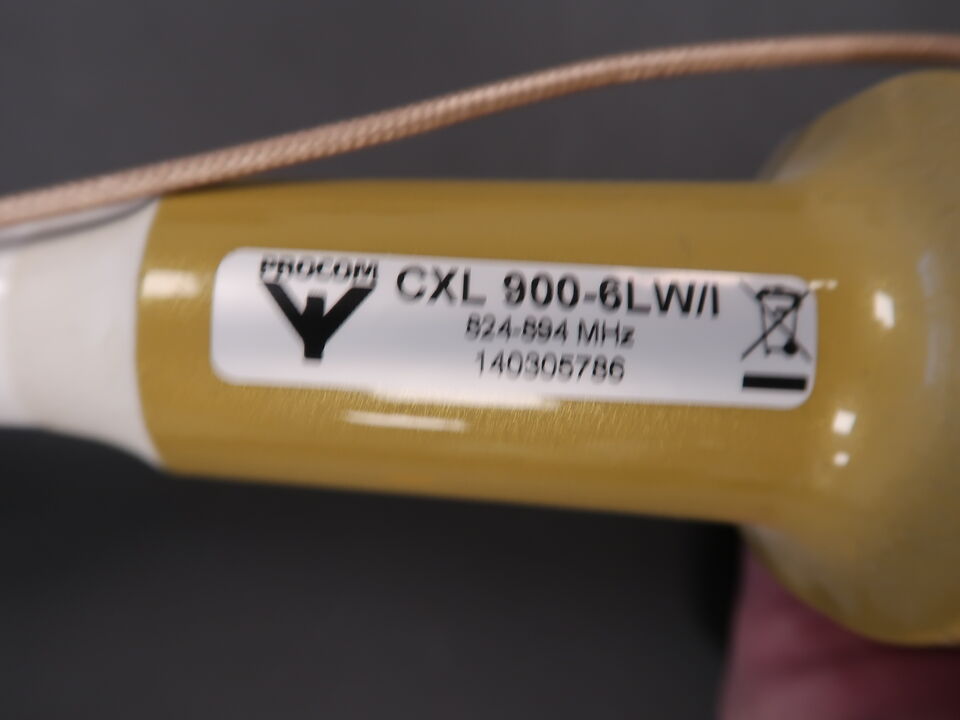 PROCOM
CXL 900-6LW/I
824-894 MHz
140305786